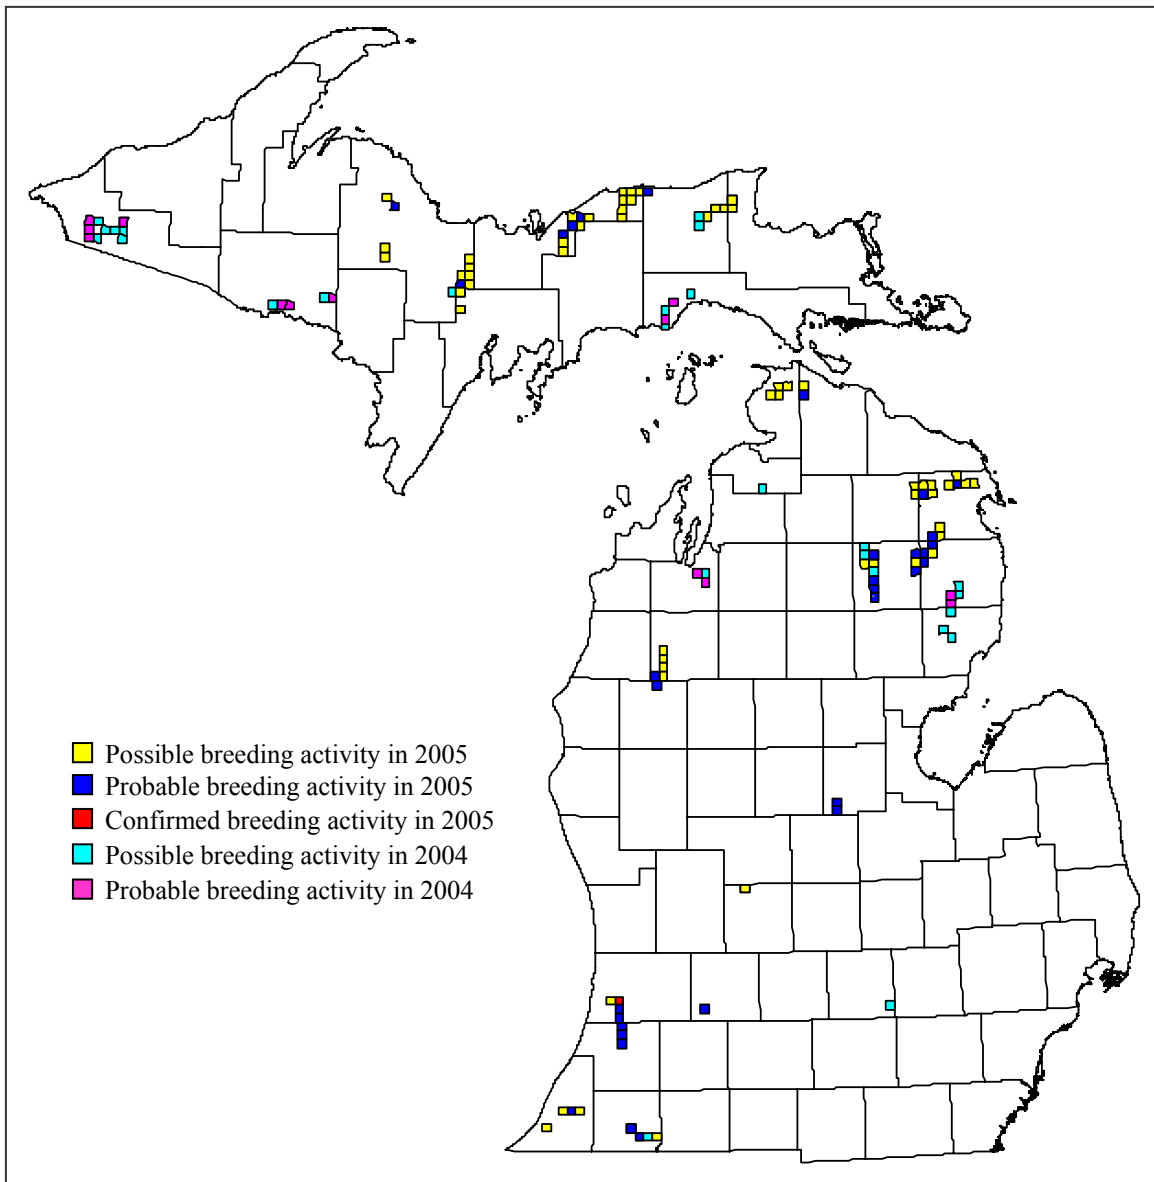 Possible breeding activity in 2005
Probable breeding activity in 2005
Confirmed breeding activity in 2005
Possible breeding activity in 2004
Probable breeding activity in 2004